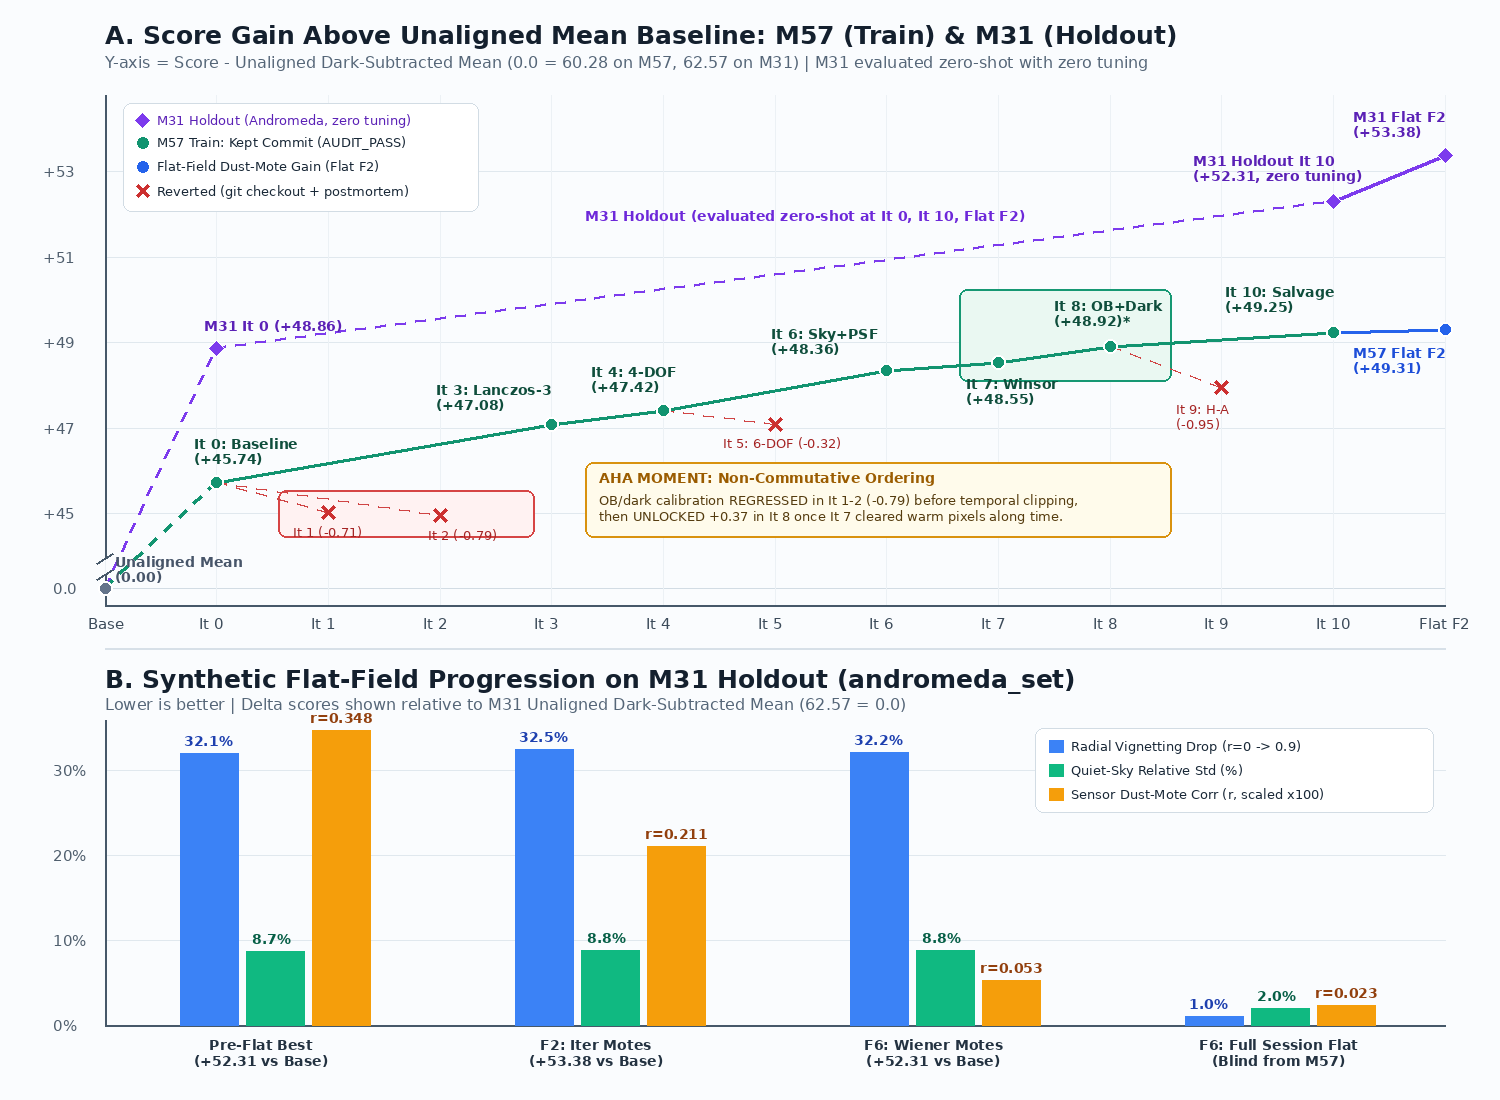 A. Score Gain Above Unaligned Mean Baseline: M57 (Train) & M31 (Holdout)
Y-axis = Score - Unaligned Dark-Subtracted Mean (0.0 = 60.28 on M57, 62.57 on M31) | M31 evaluated zero-shot with zero tuning
M31 Holdout (Andromeda, zero tuning)
M57 Train: Kept Commit (AUDIT_PASS)
Flat-Field Dust-Mote Gain (Flat F2)
Reverted (git checkout + postmortem)
M31 Flat F2
(+53.38)
M31 Holdout It 10
(+52.31, zero tuning)
M31 Holdout (evaluated zero-shot at It 0, It 10, Flat F2)
+53
+51
+49
+47
+45
0.0
M31 It 0 (+48.86)
It 8: OB+Dark
(+48.92)*
It 10: Salvage
(+49.25)
It 6: Sky+PSF
(+48.36)
M57 Flat F2
(+49.31)
It 4: 4-DOF
(+47.42)
It 3: Lanczos-3
(+47.08)
It 7: Winsor
(+48.55)
It 9: H-A
(-0.95)
It 0: Baseline
(+45.74)
It 5: 6-DOF (-0.32)
AHA MOMENT: Non-Commutative Ordering
OB/dark calibration REGRESSED in It 1-2 (-0.79) before temporal clipping,
then UNLOCKED +0.37 in It 8 once It 7 cleared warm pixels along time.
It 1 (-0.71)
It 2 (-0.79)
Unaligned Mean
(0.00)
Base It 0 It 1 It 2 It 3 It 4 It 5 It 6 It 7 It 8 It 9 It 10 Flat F2
B. Synthetic Flat-Field Progression on M31 Holdout (andromeda_set)
Lower is better | Delta scores shown relative to M31 Unaligned Dark-Subtracted Mean (62.57 = 0.0)
Radial Vignetting Drop (r=0 -> 0.9)
Quiet-Sky Relative Std (%)
Sensor Dust-Mote Corr (r, scaled x100)
30%
20%
10%
0%
32.1%
8.7%
r=0.348
32.5%
8.8%
r=0.211
32.2%
8.8%
r=0.053
1.0%
2.0%
r=0.023
Pre-Flat Best
(+52.31 vs Base)
F2: Iter Motes
(+53.38 vs Base)
F6: Wiener Motes
(+52.31 vs Base)
F6: Full Session Flat
(Blind from M57)